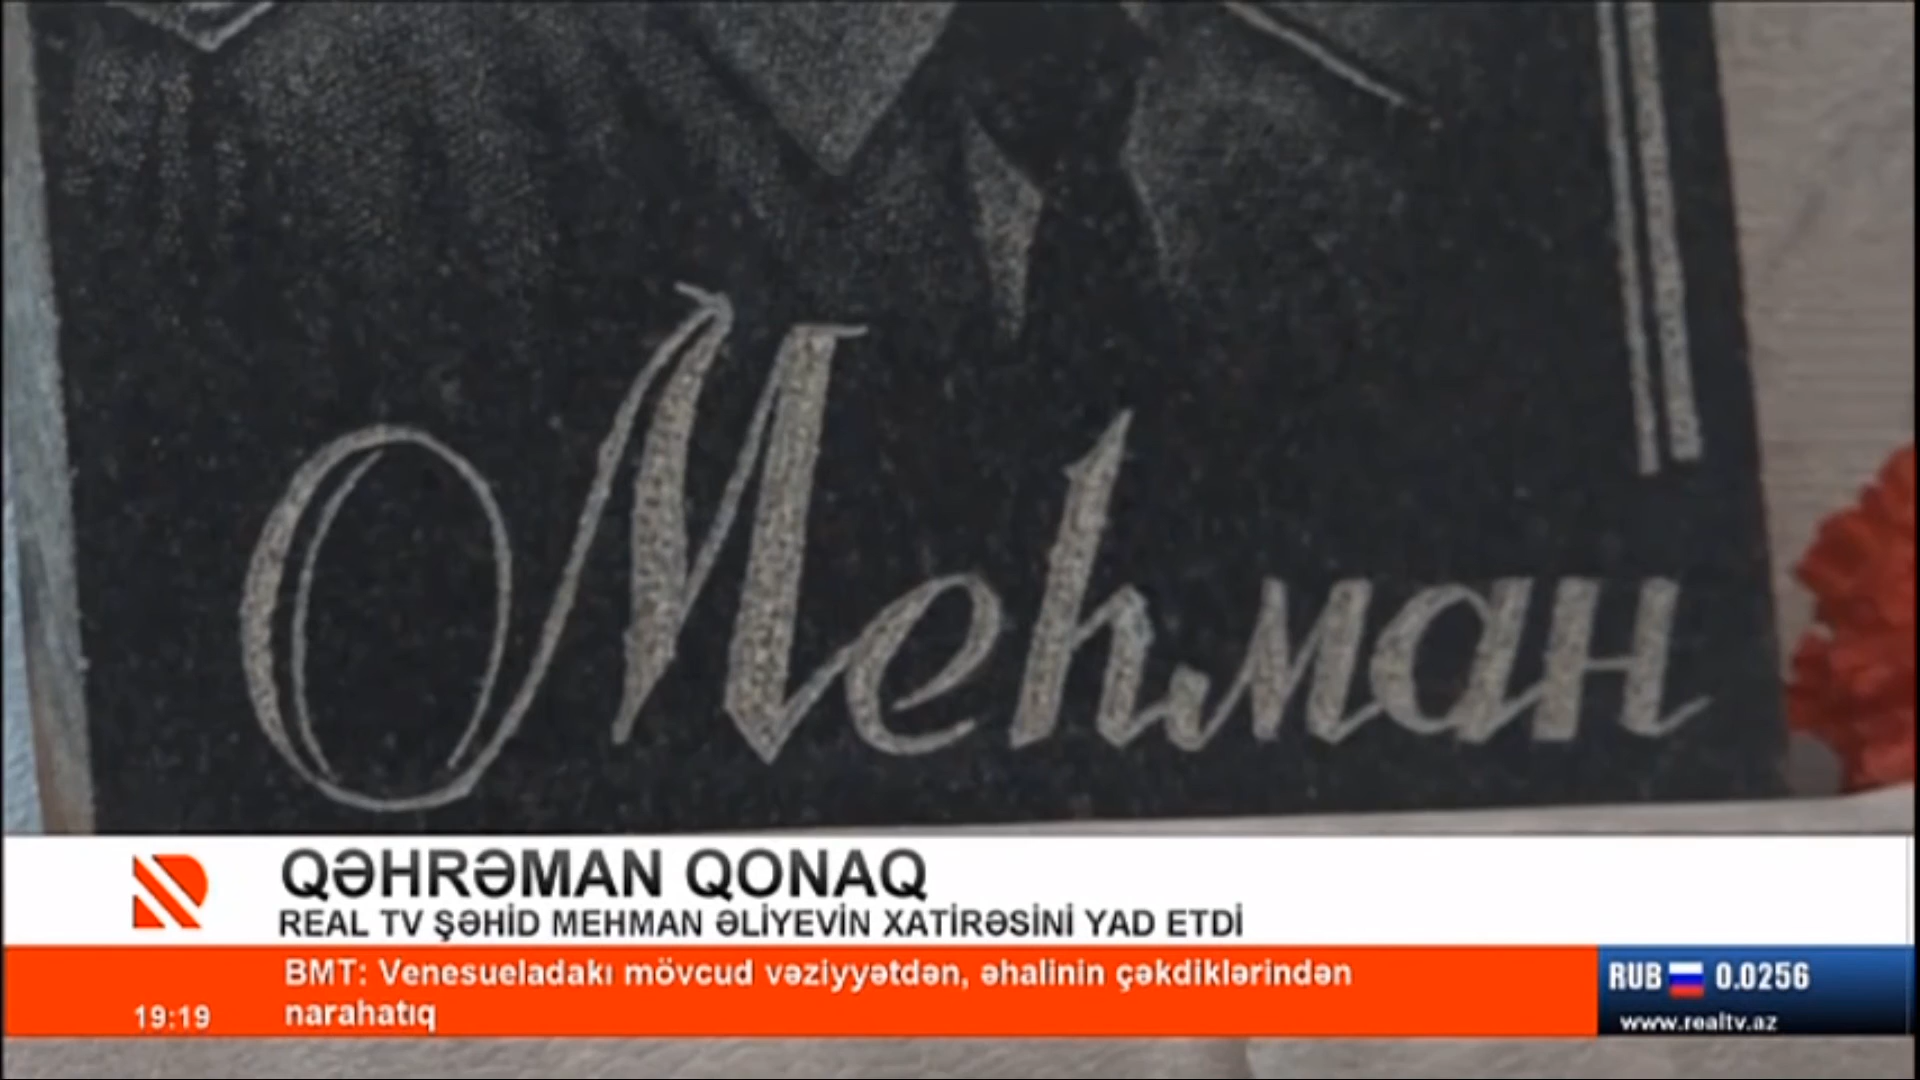 Mehман
QƏHRƏMAN QONAQ
REAL TV ŞƏHİD MEHMAN ƏLİYEVİN XATİRƏSİNİ YAD ETDİ
BMT: Venesueladakı mövcud vəziyyətdən, əhalinin çəkdiklərindən
narahatıq
19:19
RUB 0.0256
www.realtv.az